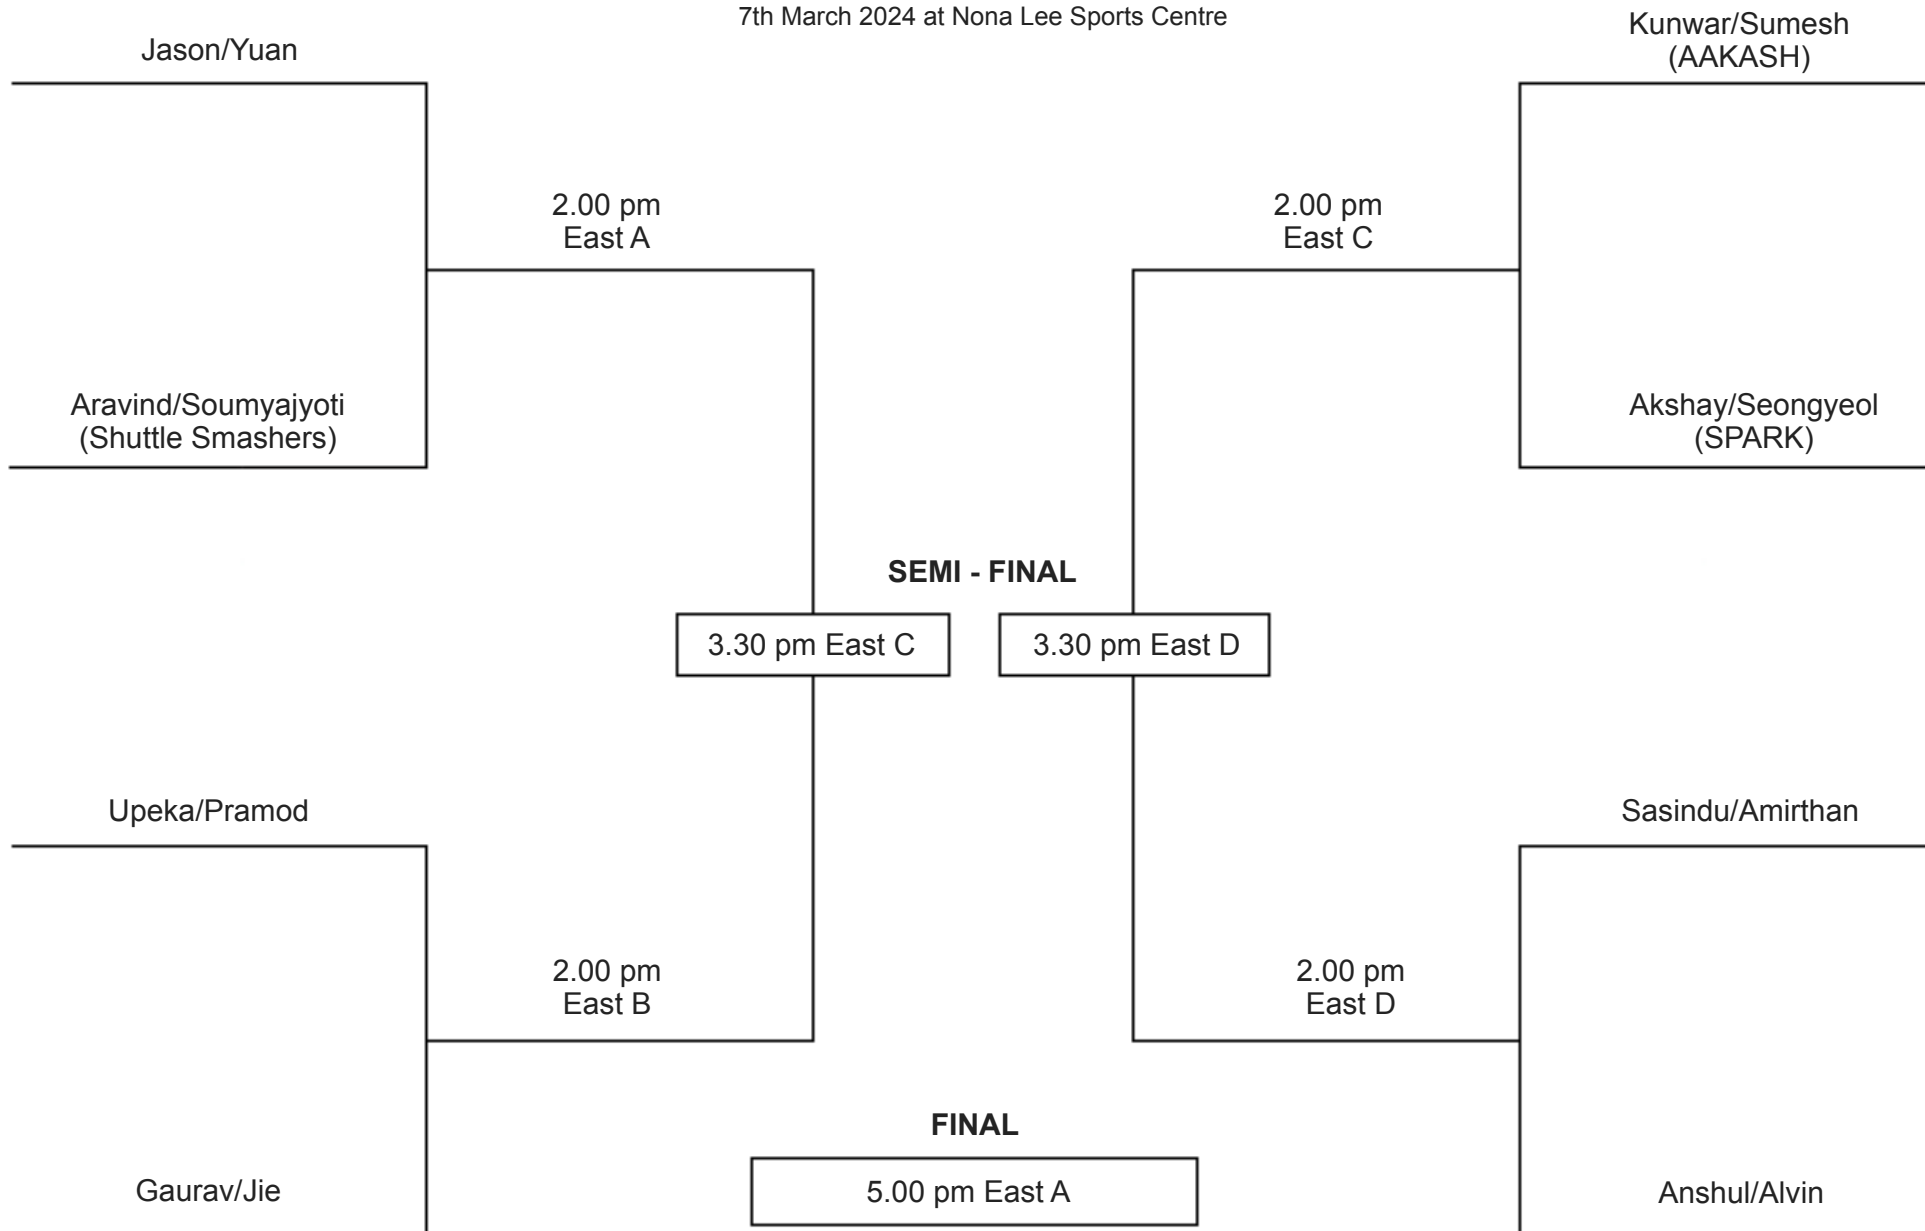 7th March 2024 at Nona Lee Sports Centre
Jason/Yuan
Kunwar/Sumesh
(AAKASH)
2.00 pm
East A
2.00 pm
East C
Aravind/Soumyajyoti
(Shuttle Smashers)
Akshay/Seongyeol
(SPARK)
SEMI - FINAL
3.30 pm East C
3.30 pm East D
Upeka/Pramod
Sasindu/Amirthan
2.00 pm
East B
2.00 pm
East D
FINAL
Gaurav/Jie
5.00 pm East A
Anshul/Alvin